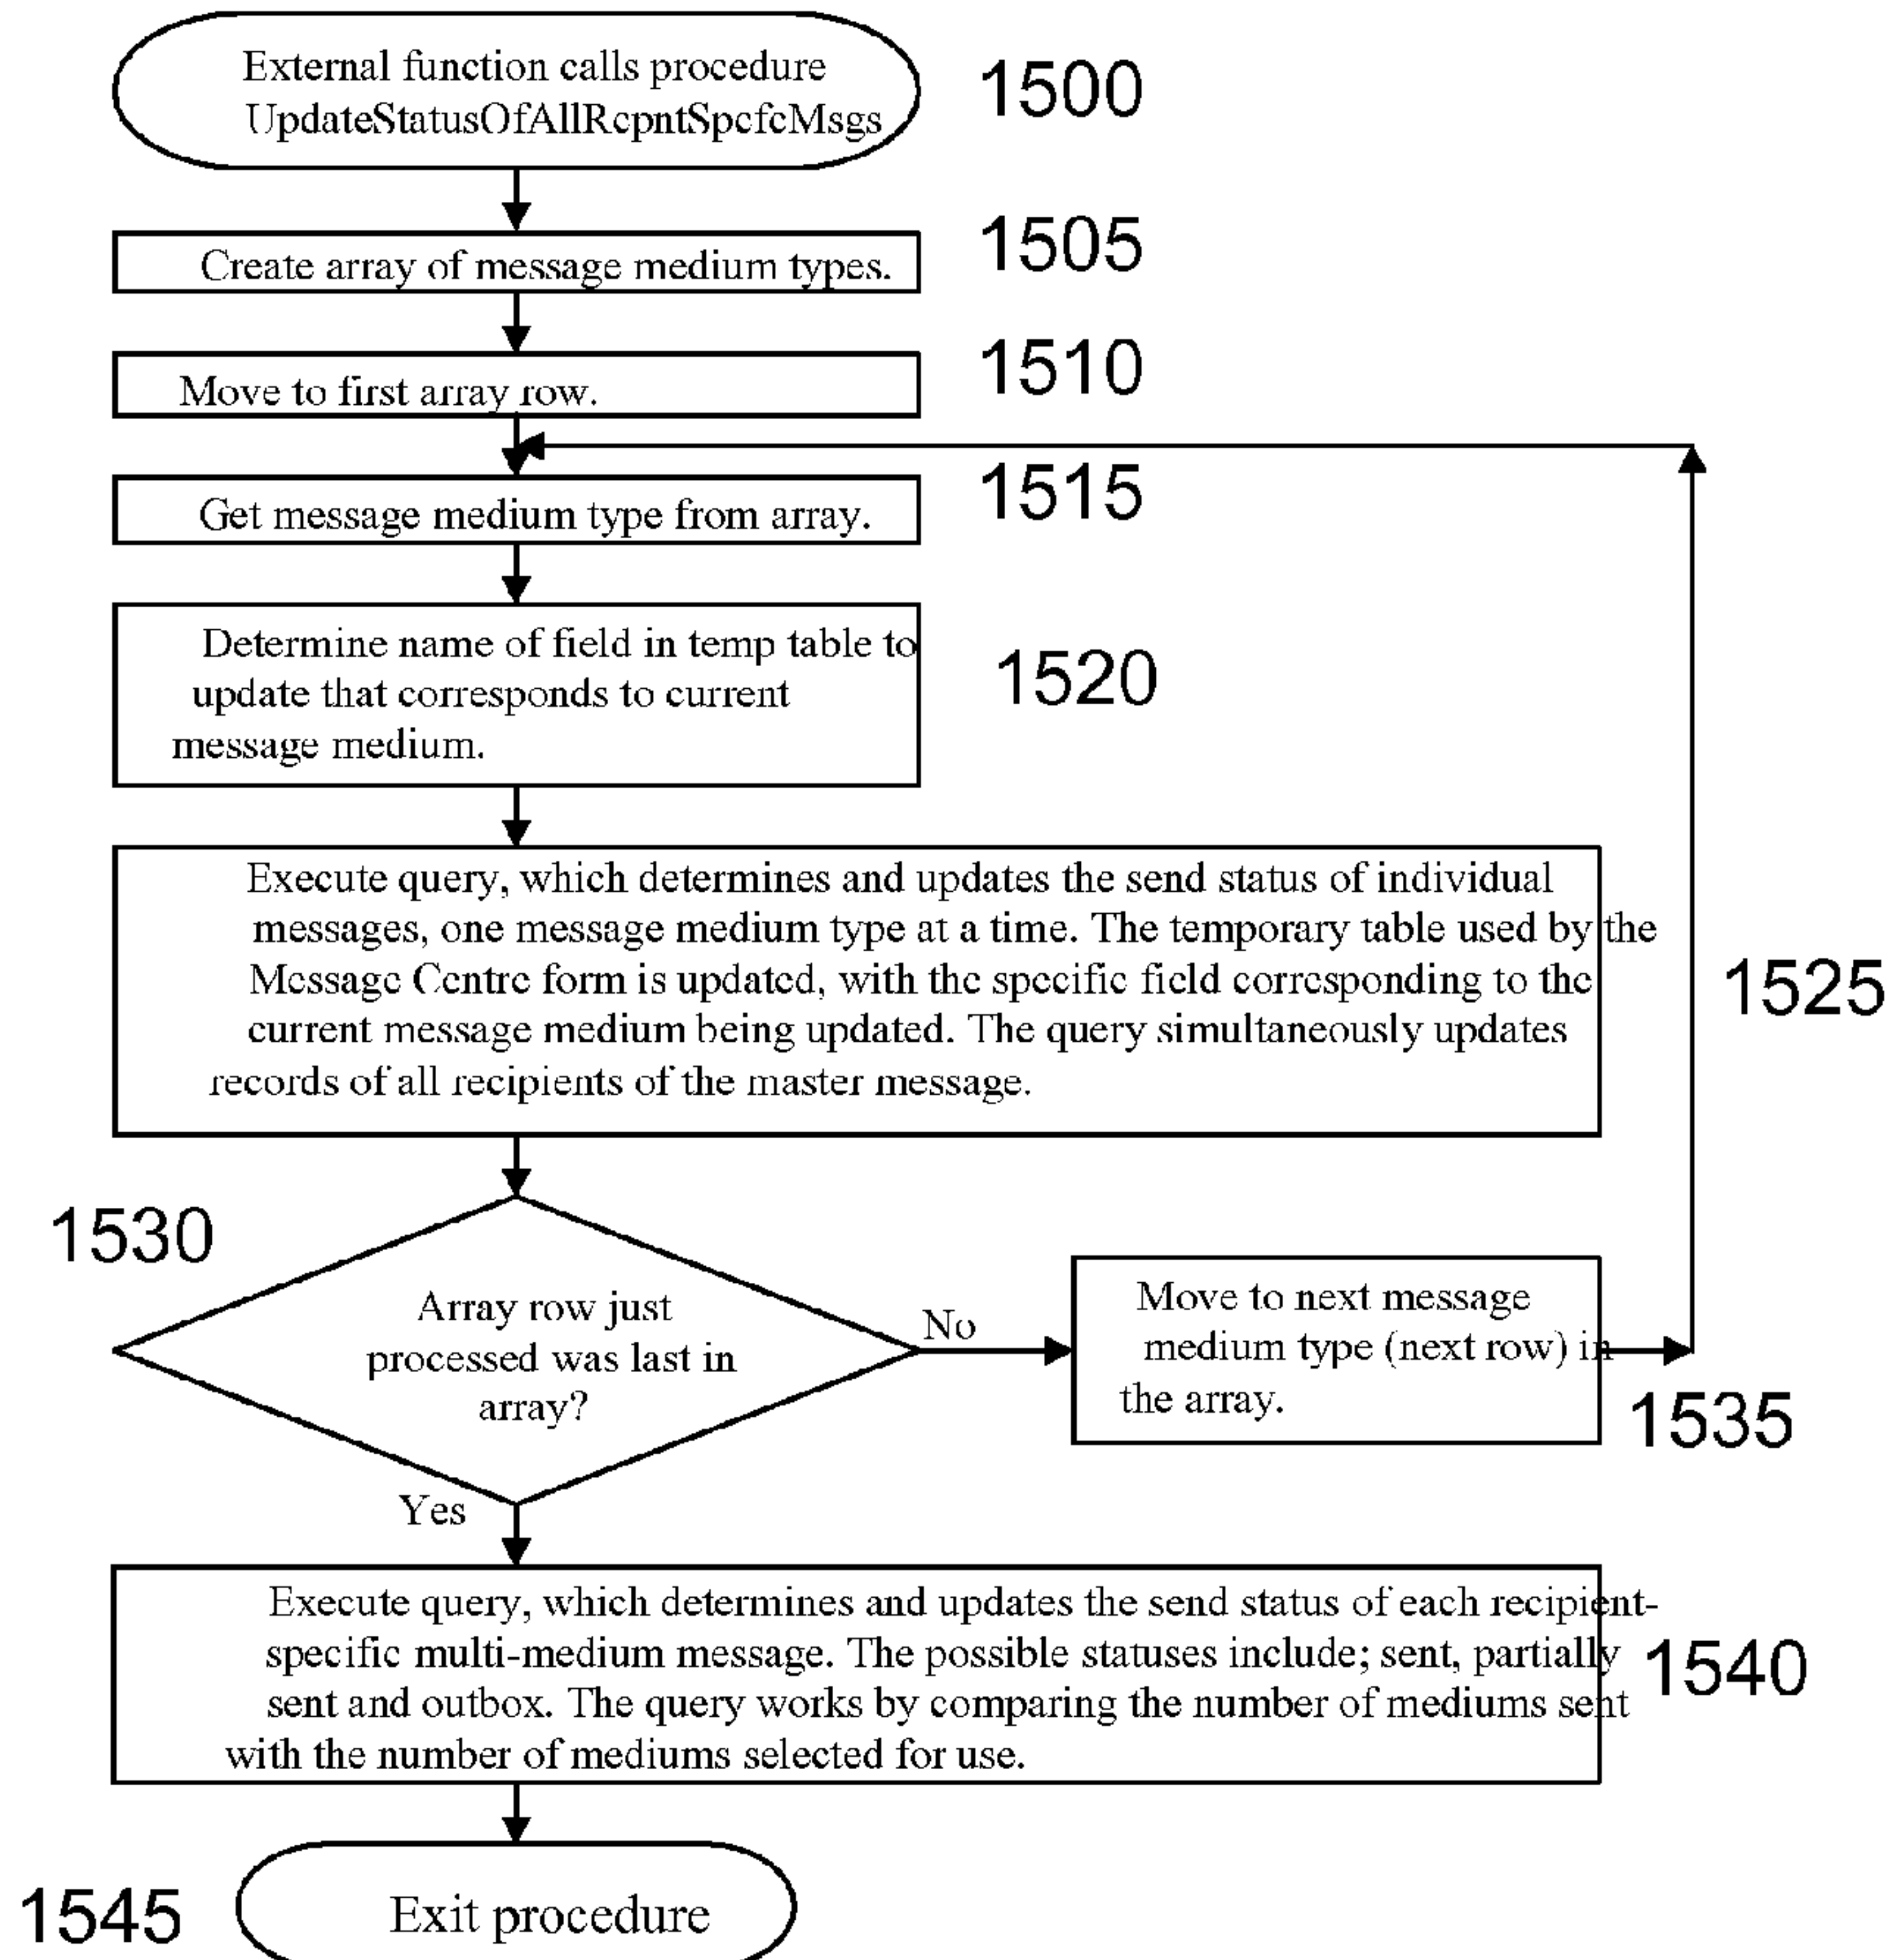 External function calls procedure
UpdateStatusOfAllRcpntSpcfcMsgs
1500
Create array of message medium types.
1505
Move to first array row.
1510
Get message medium type from array.
1515
Determine name of field in temp table to
update that corresponds to current
message medium.
1520
Execute query, which determines and updates the send status of individual
messages, one message medium type at a time. The temporary table used by the
Message Centre form is updated, with the specific field corresponding to the
current message medium being updated. The query simultaneously updates
records of all recipients of the master message.
1525
1530
Array row just
processed was last in
array?
No
Move to next message
medium type (next row) in
the array.
1535
Yes
Execute query, which determines and updates the send status of each recipient-
specific multi-medium message. The possible statuses include; sent, partially
sent and outbox. The query works by comparing the number of mediums sent
with the number of mediums selected for use.
1540
1545
Exit procedure